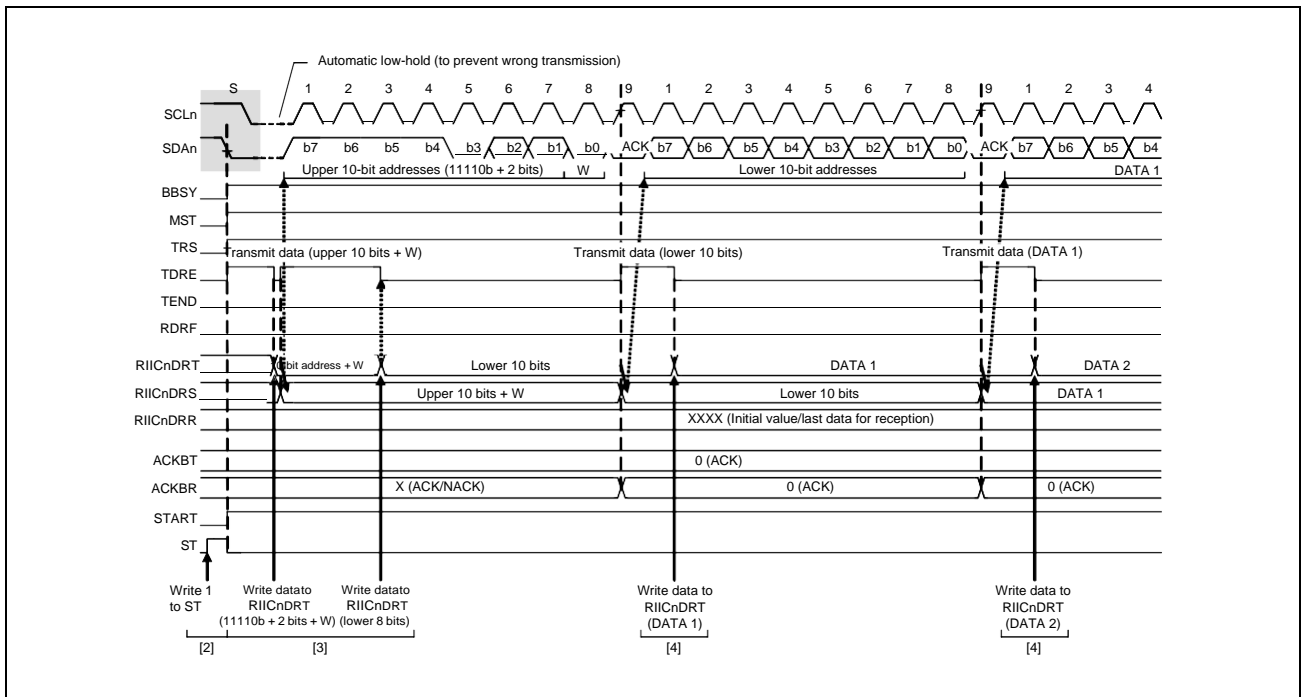 Automatic low-hold (to prevent wrong transmission)
S 1 2 3 4 5 6 7 8 9 1 2 3 4 5 6 7 8 9 1 2 3 4
SCLn
SDAn b7 b6 b5 b4 b3 b2 b1 b0 ACK b7 b6 b5 b4 b3 b2 b1 b0 ACK b7 b6 b5 b4
Upper 10-bit addresses (11110b + 2 bits) W Lower 10-bit addresses DATA 1
BBSY
MST
TRS
Transmit data (upper 10 bits + W) Transmit data (lower 10 bits) Transmit data (DATA 1)
TDRE
TEND
RDRF
RIICnDRT bit address + W Lower 10 bits DATA 1 DATA 2
RIICnDRS Upper 10 bits + W Lower 10 bits DATA 1
RIICnDRR XXXX (Initial value/last data for reception)
ACKBT 0 (ACK)
ACKBR X (ACK/NACK) 0 (ACK) 0 (ACK)
START
ST
Write 1 Write datato Write datato Write data to Write data to
to ST RIICnDRT RIICnDRT RIICnDRT RIICnDRT
(11110b + 2 bits + W) (lower 8 bits) (DATA 1) (DATA 2)
[2] [3] [4] [4]